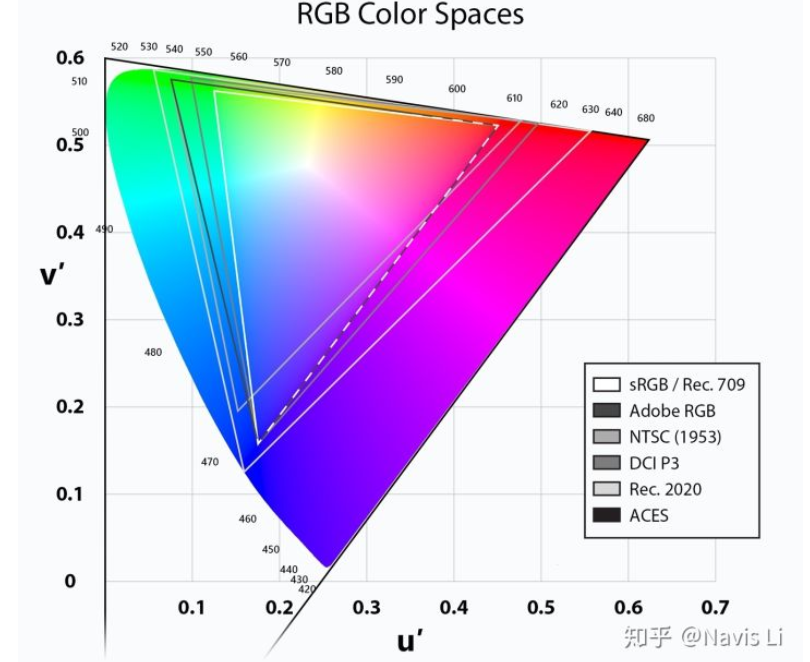 RGB Color Spaces
0.6
520 530 540 550 560 570 580 590 600 610 620 630 640 680
510
500
0.5
490
0.4
v′
0.3
480
0.2
470
0.1
460
450
440
430
420
0
sRGB / Rec. 709
Adobe RGB
NTSC (1953)
DCI P3
Rec. 2020
ACES
0.1 0.2 0.3 0.4 0.5 0.6 0.7
u′
知乎 @Navis Li